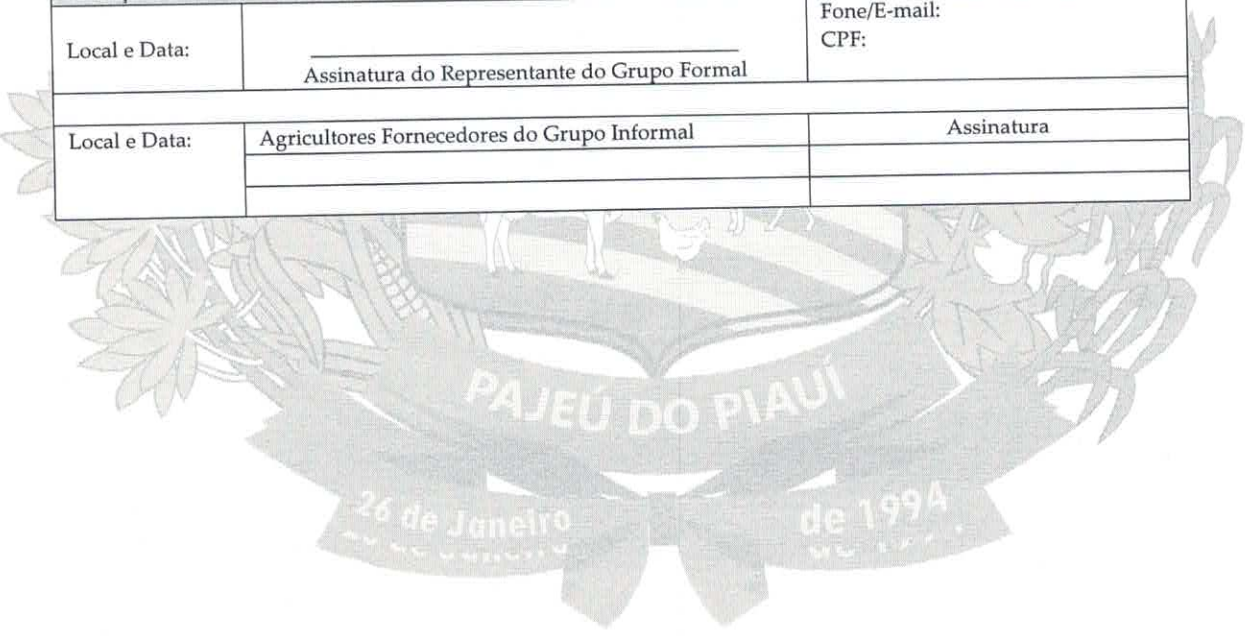 Fone/E-mail:
Local e Data:
CPF:
Assinatura do Representante do Grupo Formal
Local e Data:
Agricultores Fornecedores do Grupo Informal
Assinatura
PAJEÚ DO PIAUÍ
26 de Janeiro
de 1994